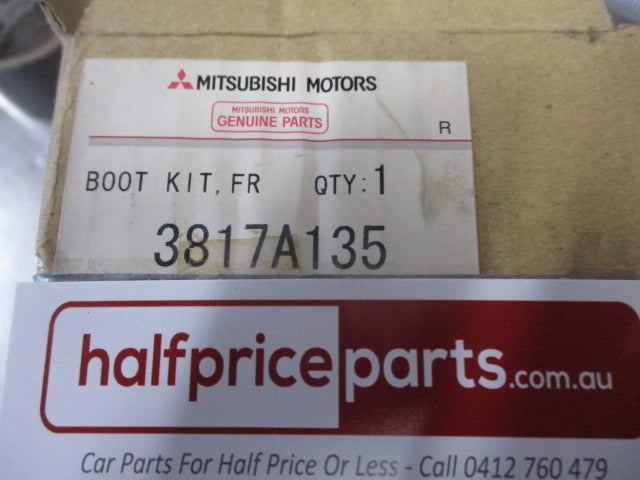 MITSUBISHI MOTORS
MITSUBISHI MOTORS
GENUINE PARTS
R
BOOT KIT, FR QTY:1
3817A135
halfpriceparts.com.au
Car Parts For Half Price Or Less - Call 0412 760 479